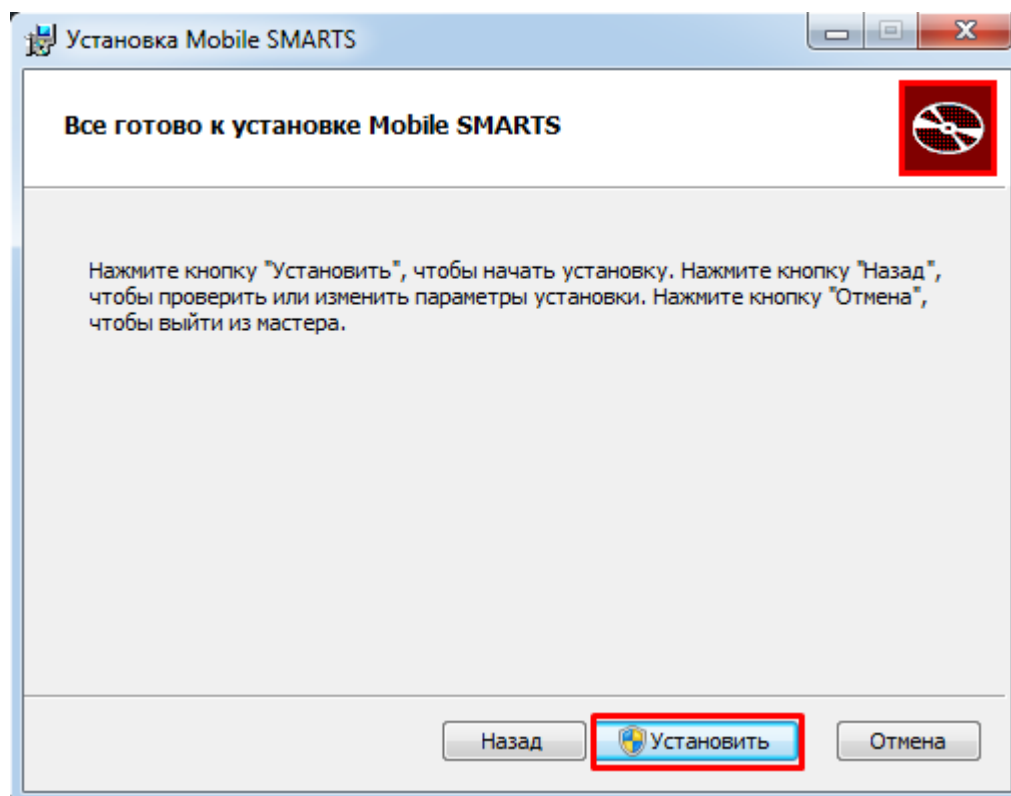 Установка Mobile SMARTS
Все готово к установке Mobile SMARTS
Нажмите кнопку "Установить", чтобы начать установку. Нажмите кнопку "Назад",
чтобы проверить или изменить параметры установки. Нажмите кнопку "Отмена",
чтобы выйти из мастера.
Назад
Установить
Отмена